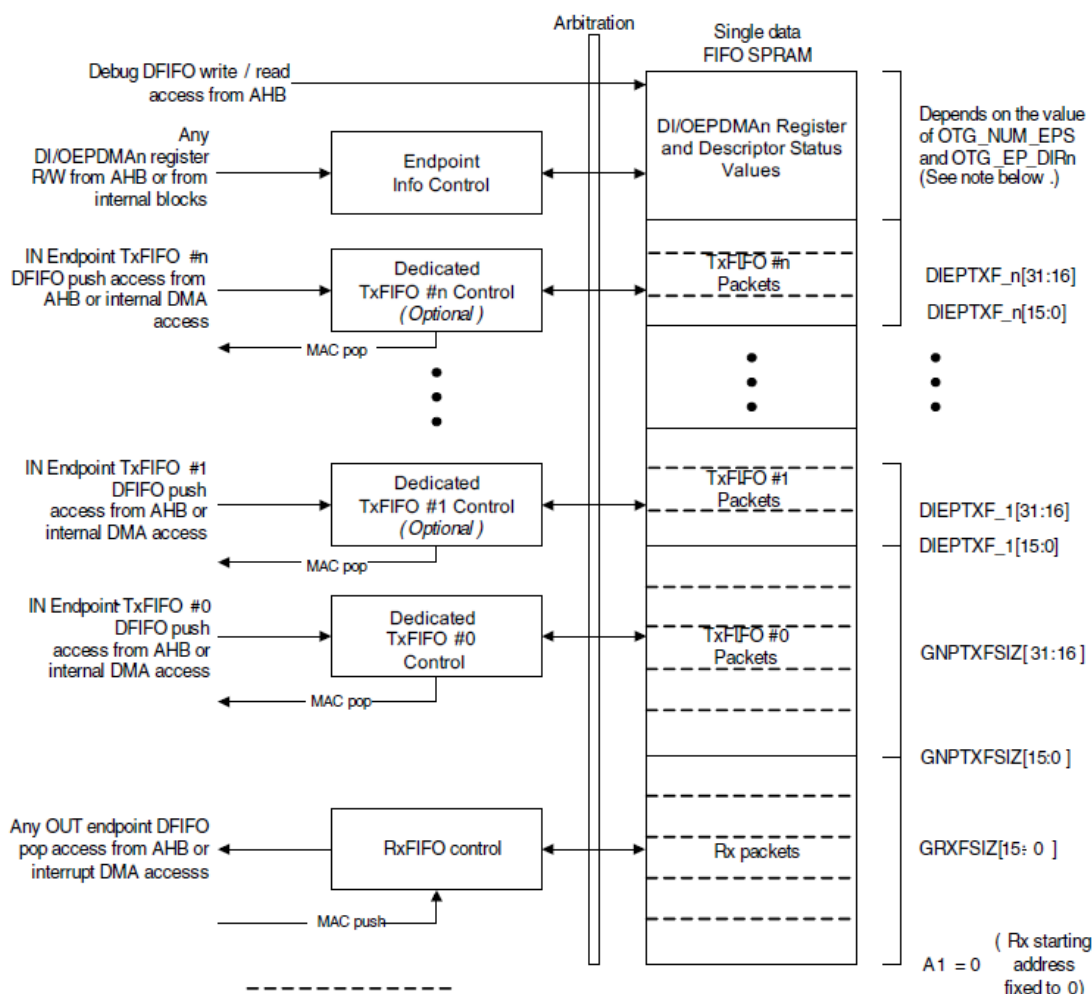 Arbitration
Single data
FIFO SPRAM
Debug DFIFO write / read
access from AHB
Any
DI/OEPDMAn register
R/W from AHB or from
internal blocks
Endpoint
Info Control
DI/OEPDMAn Register
and Descriptor Status
Values
Depends on the value
of OTG_NUM_EPS
and OTG_EP_DIRn
(See note below .)
IN Endpoint TxFIFO #n
DFIFO push access from
AHB or internal DMA
access
Dedicated
TxFIFO #n Control
(Optional)
MAC pop
TxFIFO #n
Packets
DIEPTXF_n[31:16]
DIEPTXF_n[15:0]
IN Endpoint TxFIFO #1
DFIFO push
access from AHB or
internal DMA access
Dedicated
TxFIFO #1 Control
(Optional)
MAC pop
TxFIFO #1
Packets
DIEPTXF_1[31:16]
DIEPTXF_1[15:0]
IN Endpoint TxFIFO #0
DFIFO push
access from AHB or
internal DMA access
Dedicated
TxFIFO #0
Control
MAC pop
TxFIFO #0
Packets
GNPTXFSIZ[31:16]
GNPTXFSIZ[15:0]
Any OUT endpoint DFIFO
pop access from AHB or
interrupt DMA accesss
RxFIFO control
MAC push
Rx packets
GRXFSIZ[15: 0 ]
A1 = 0
( Rx starting
address
fixed to 0)